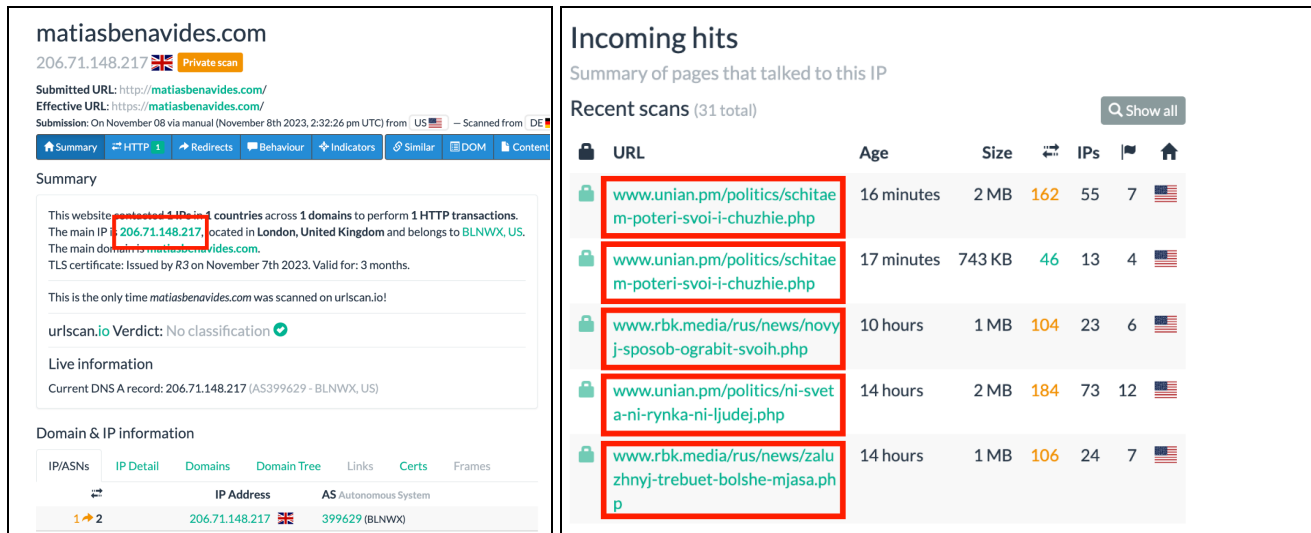 matiasbenavides.com
206.71.148.217 Private scan
Submitted URL: http://matiasbenavides.com/
Effective URL: https://matiasbenavides.com/
Submission: On November 08 via manual (November 8th 2023, 2:32:26 pm UTC) from US — Scanned from DE
Summary HTTP 1 Redirects Behaviour Indicators Similar DOM Content
Summary
This website contacted 1 IPs in 1 countries across 1 domains to perform 1 HTTP transactions.
The main IP is 206.71.148.217, located in London, United Kingdom and belongs to BLNWX, US.
The main domain is matiasbenavides.com.
TLS certificate: Issued by R3 on November 7th 2023. Valid for: 3 months.
This is the only time matiasbenavides.com was scanned on urlscan.io!
urlscan.io Verdict: No classification
Live information
Current DNS A record: 206.71.148.217 (AS399629 - BLNWX, US)
Domain & IP information
IP/ASNs IP Detail Domains Domain Tree Links Certs Frames
IP Address AS Autonomous System
1 2 206.71.148.217 399629 (BLNWX)
Incoming hits
Summary of pages that talked to this IP
Recent scans (31 total) Show all
URL Age Size IPs
www.unian.pm/politics/schitae 16 minutes 2 MB 162 55 7
m-poteri-svoi-i-chuzhie.php
www.unian.pm/politics/schitae 17 minutes 743 KB 46 13 4
m-poteri-svoi-i-chuzhie.php
www.rbk.media/rus/news/novy 10 hours 1 MB 104 23 6
j-sposob-ograbit-svoih.php
www.unian.pm/politics/ni-svet 14 hours 2 MB 184 73 12
a-ni-rynka-ni-ljudej.php
www.rbk.media/rus/news/zalu 14 hours 1 MB 106 24 7
zhnyj-trebuet-bolshe-mjasa.ph
p